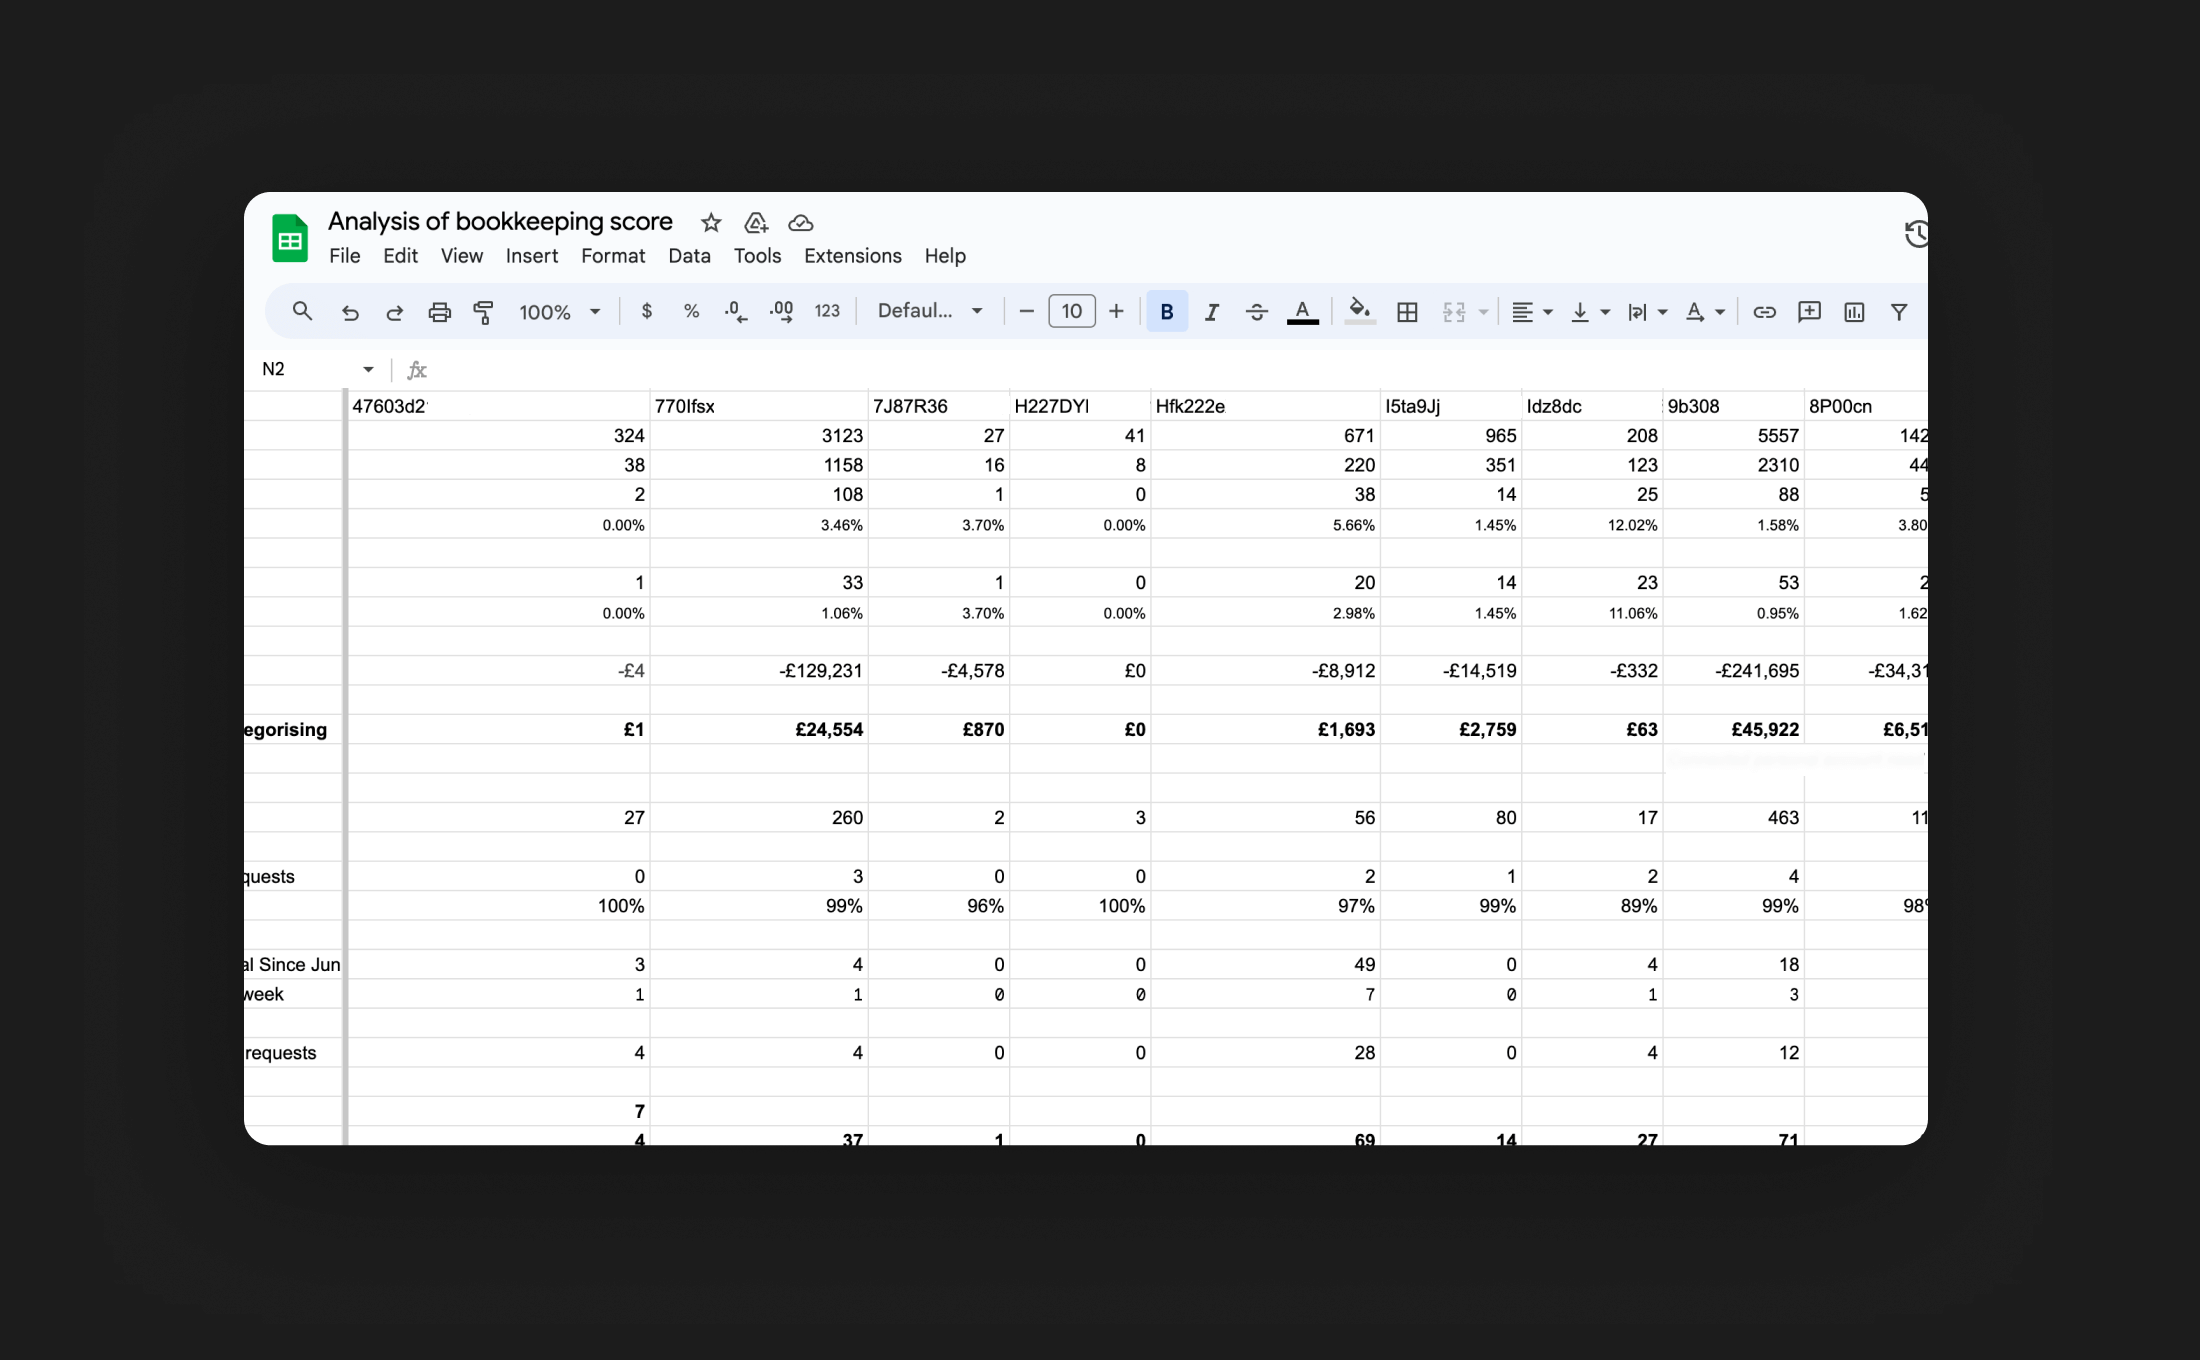 Analysis of bookkeeping score
File Edit View Insert Format Data Tools Extensions Help
100% $ % .0 .00 123 Defaul... 10 B I S A
N2 fx
47603d2 770lfsx 7J87R36 H227DY Hfk222e I5ta9Jj Idz8dc 9b308 8P00cn
324 3123 27 41 671 965 208 5557 142
38 1158 16 8 220 351 123 2310 44
2 108 1 0 38 14 25 88 5
0.00% 3.46% 3.70% 0.00% 5.66% 1.45% 12.02% 1.58% 3.80
1 33 1 0 20 14 23 53 2
0.00% 1.06% 3.70% 0.00% 2.98% 1.45% 11.06% 0.95% 1.62
-£4 -£129,231 -£4,578 £0 -£8,912 -£14,519 -£332 -£241,695 -£34,31
egorising £1 £24,554 £870 £0 £1,693 £2,759 £63 £45,922 £6,51
27 260 2 3 56 80 17 463 11
quests 0 3 0 0 2 1 2 4
100% 99% 96% 100% 97% 99% 89% 99% 98
al Since Jun 3 4 0 0 49 0 4 18
week 1 1 0 0 7 0 1 3
requests 4 4 0 0 28 0 4 12
7
4 37 1 0 69 14 27 71